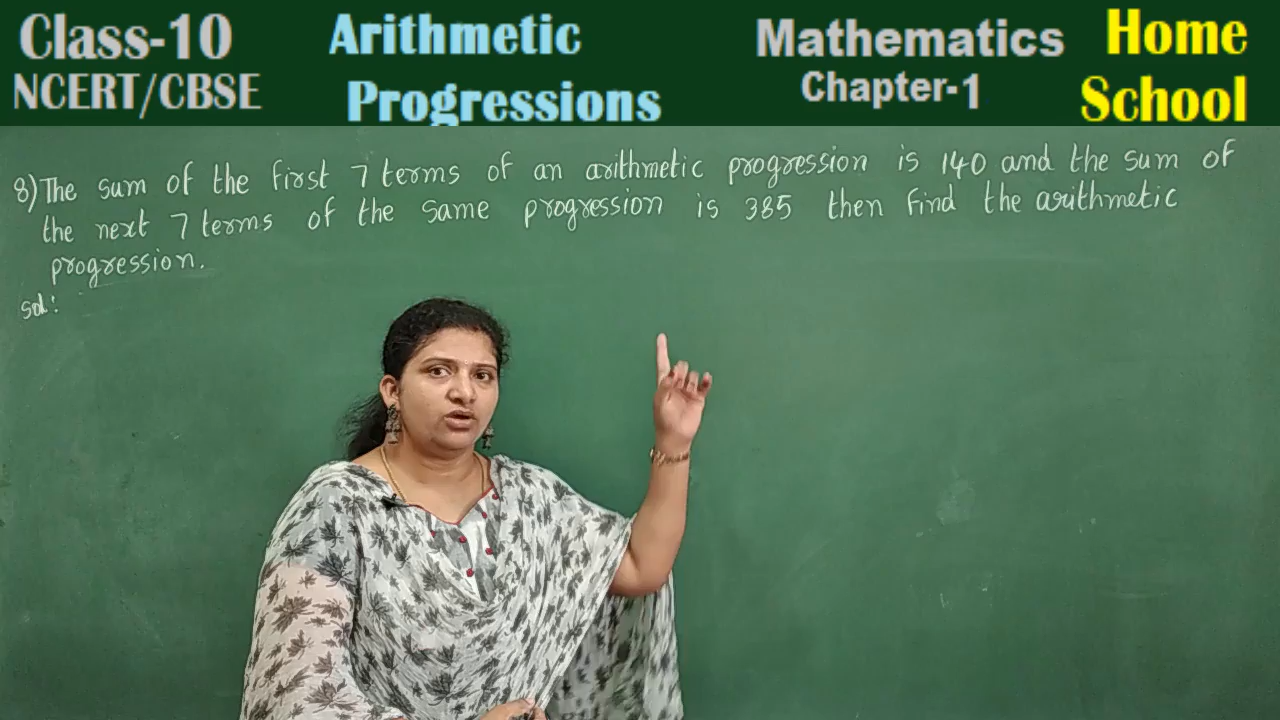 Class-10 Arithmetic Mathematics Home
NCERT/CBSE Progressions Chapter-1 School
8) The sum of the first 7 terms of an arithmetic progression is 140 and the sum of
the next 7 terms of the same progression is 385 then find the arithmetic
progression.
Sol: